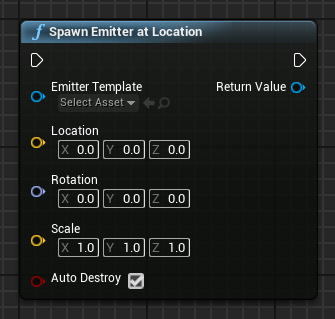 f Spawn Emitter at Location
Emitter Template Return Value
Select Asset
Location
X 0.0 Y 0.0 Z 0.0
Rotation
X 0.0 Y 0.0 Z 0.0
Scale
X 1.0 Y 1.0 Z 1.0
Auto Destroy